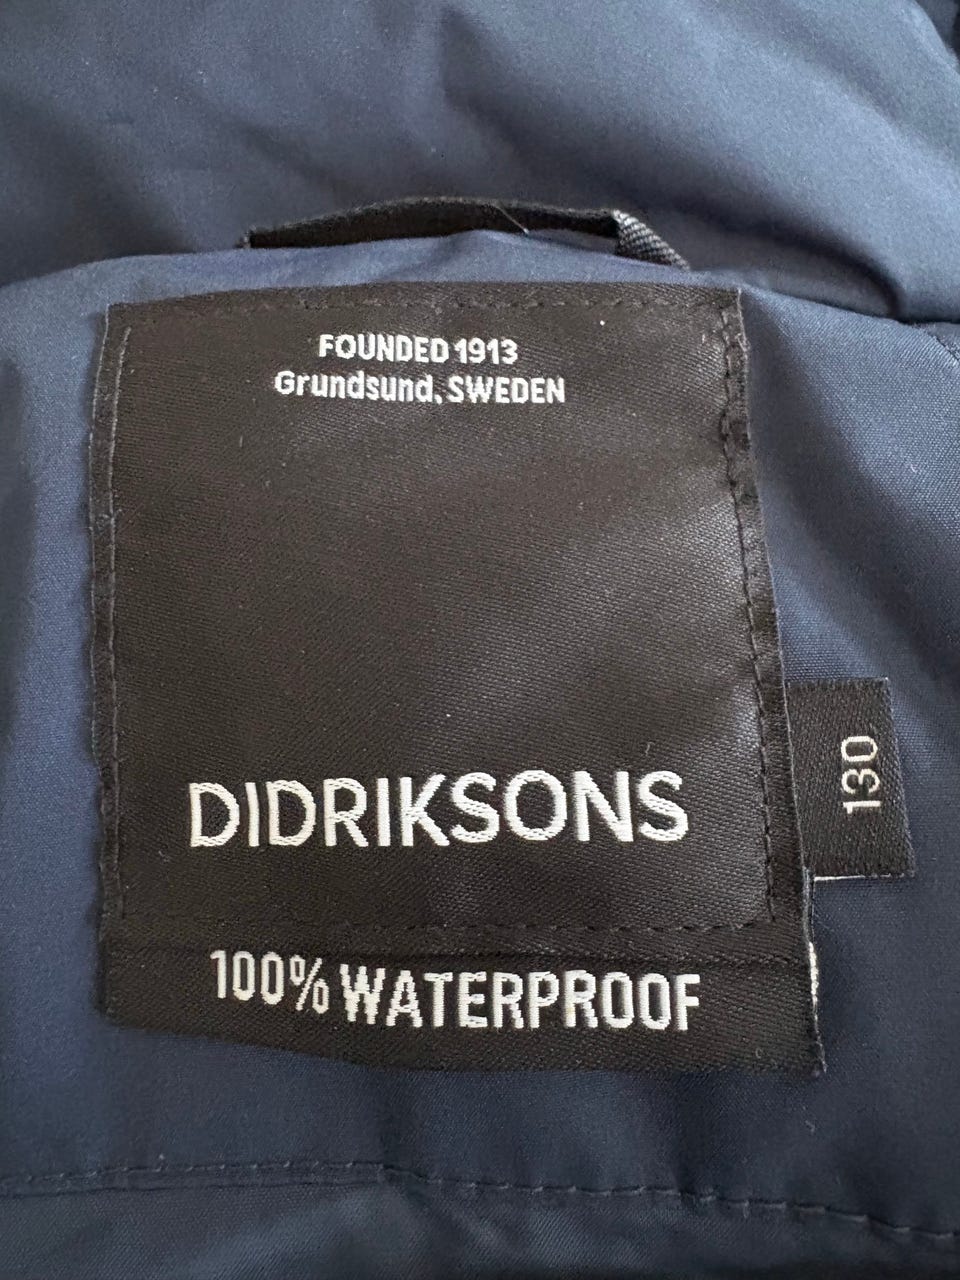 FOUNDED 1913
Grundsund, SWEDEN
DIDRIKSONS
130
100% WATERPROOF